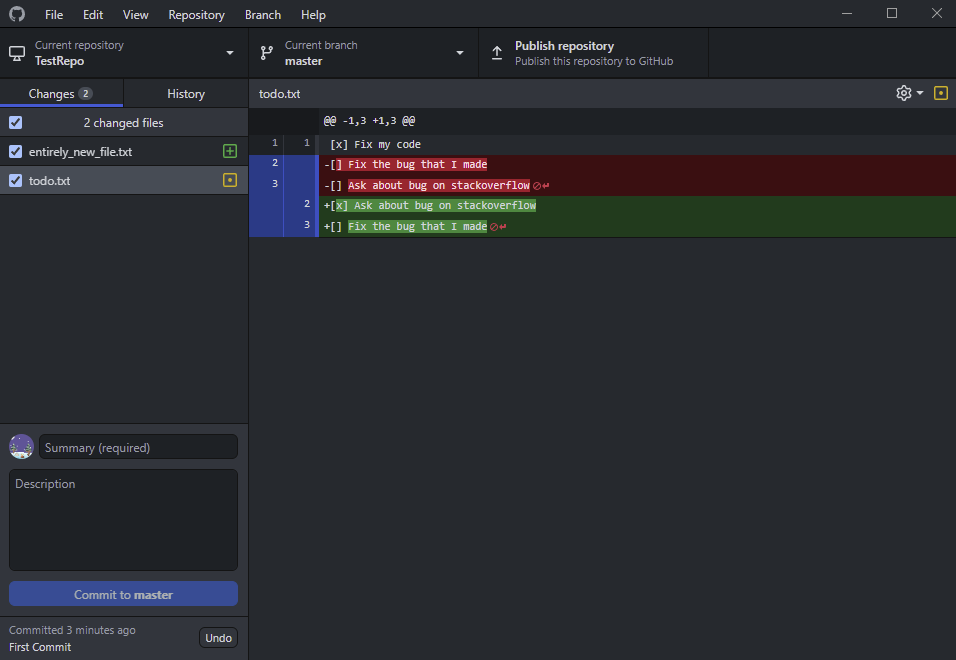 File Edit View Repository Branch Help
Current repository
TestRepo
Current branch
master
Publish repository
Publish this repository to GitHub
Changes 2
History
todo.txt
2 changed files
entirely_new_file.txt
todo.txt
@@ -1,3 +1,3 @@
1 1 [x] Fix my code
2 -[] Fix the bug that I made
3 -[] Ask about bug on stackoverflow
2 +[x] Ask about bug on stackoverflow
3 +[] Fix the bug that I made
Summary (required)
Description
Commit to master
Committed 3 minutes ago
First Commit
Undo